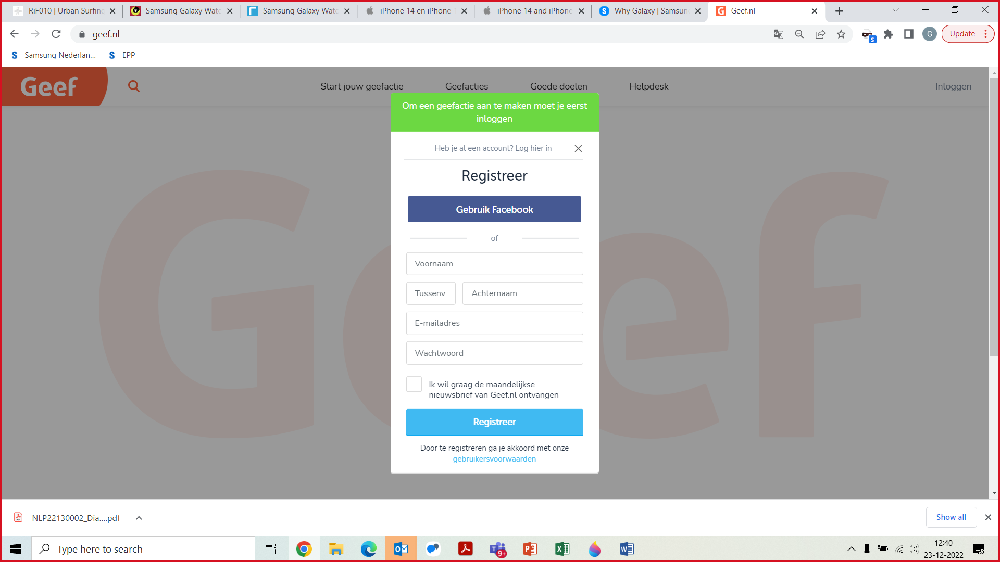 RiF010 | Urban Surfing
Samsung Galaxy Watc
Samsung Galaxy Watc
iPhone 14 en iPhone 1
iPhone 14 and iPhone
Why Galaxy | Samsung
Geef.nl
geef.nl
G
Update
Samsung Nederlan...
EPP
Geef
Start jouw geefactie
Geefacties
Goede doelen
Helpdesk
Inloggen
Om een geefactie aan te maken moet je eerst
inloggen
Heb je al een account? Log hier in
Registreer
Gebruik Facebook
of
Voornaam
Tussenv.
Achternaam
E-mailadres
Wachtwoord
Ik wil graag de maandelijkse
nieuwsbrief van Geef.nl ontvangen
Registreer
Door te registreren ga je akkoord met onze
gebruikersvoorwaarden
Geef
NLP22130002_Dia....pdf
Show all
Type here to search
9+
12:40
23-12-2022